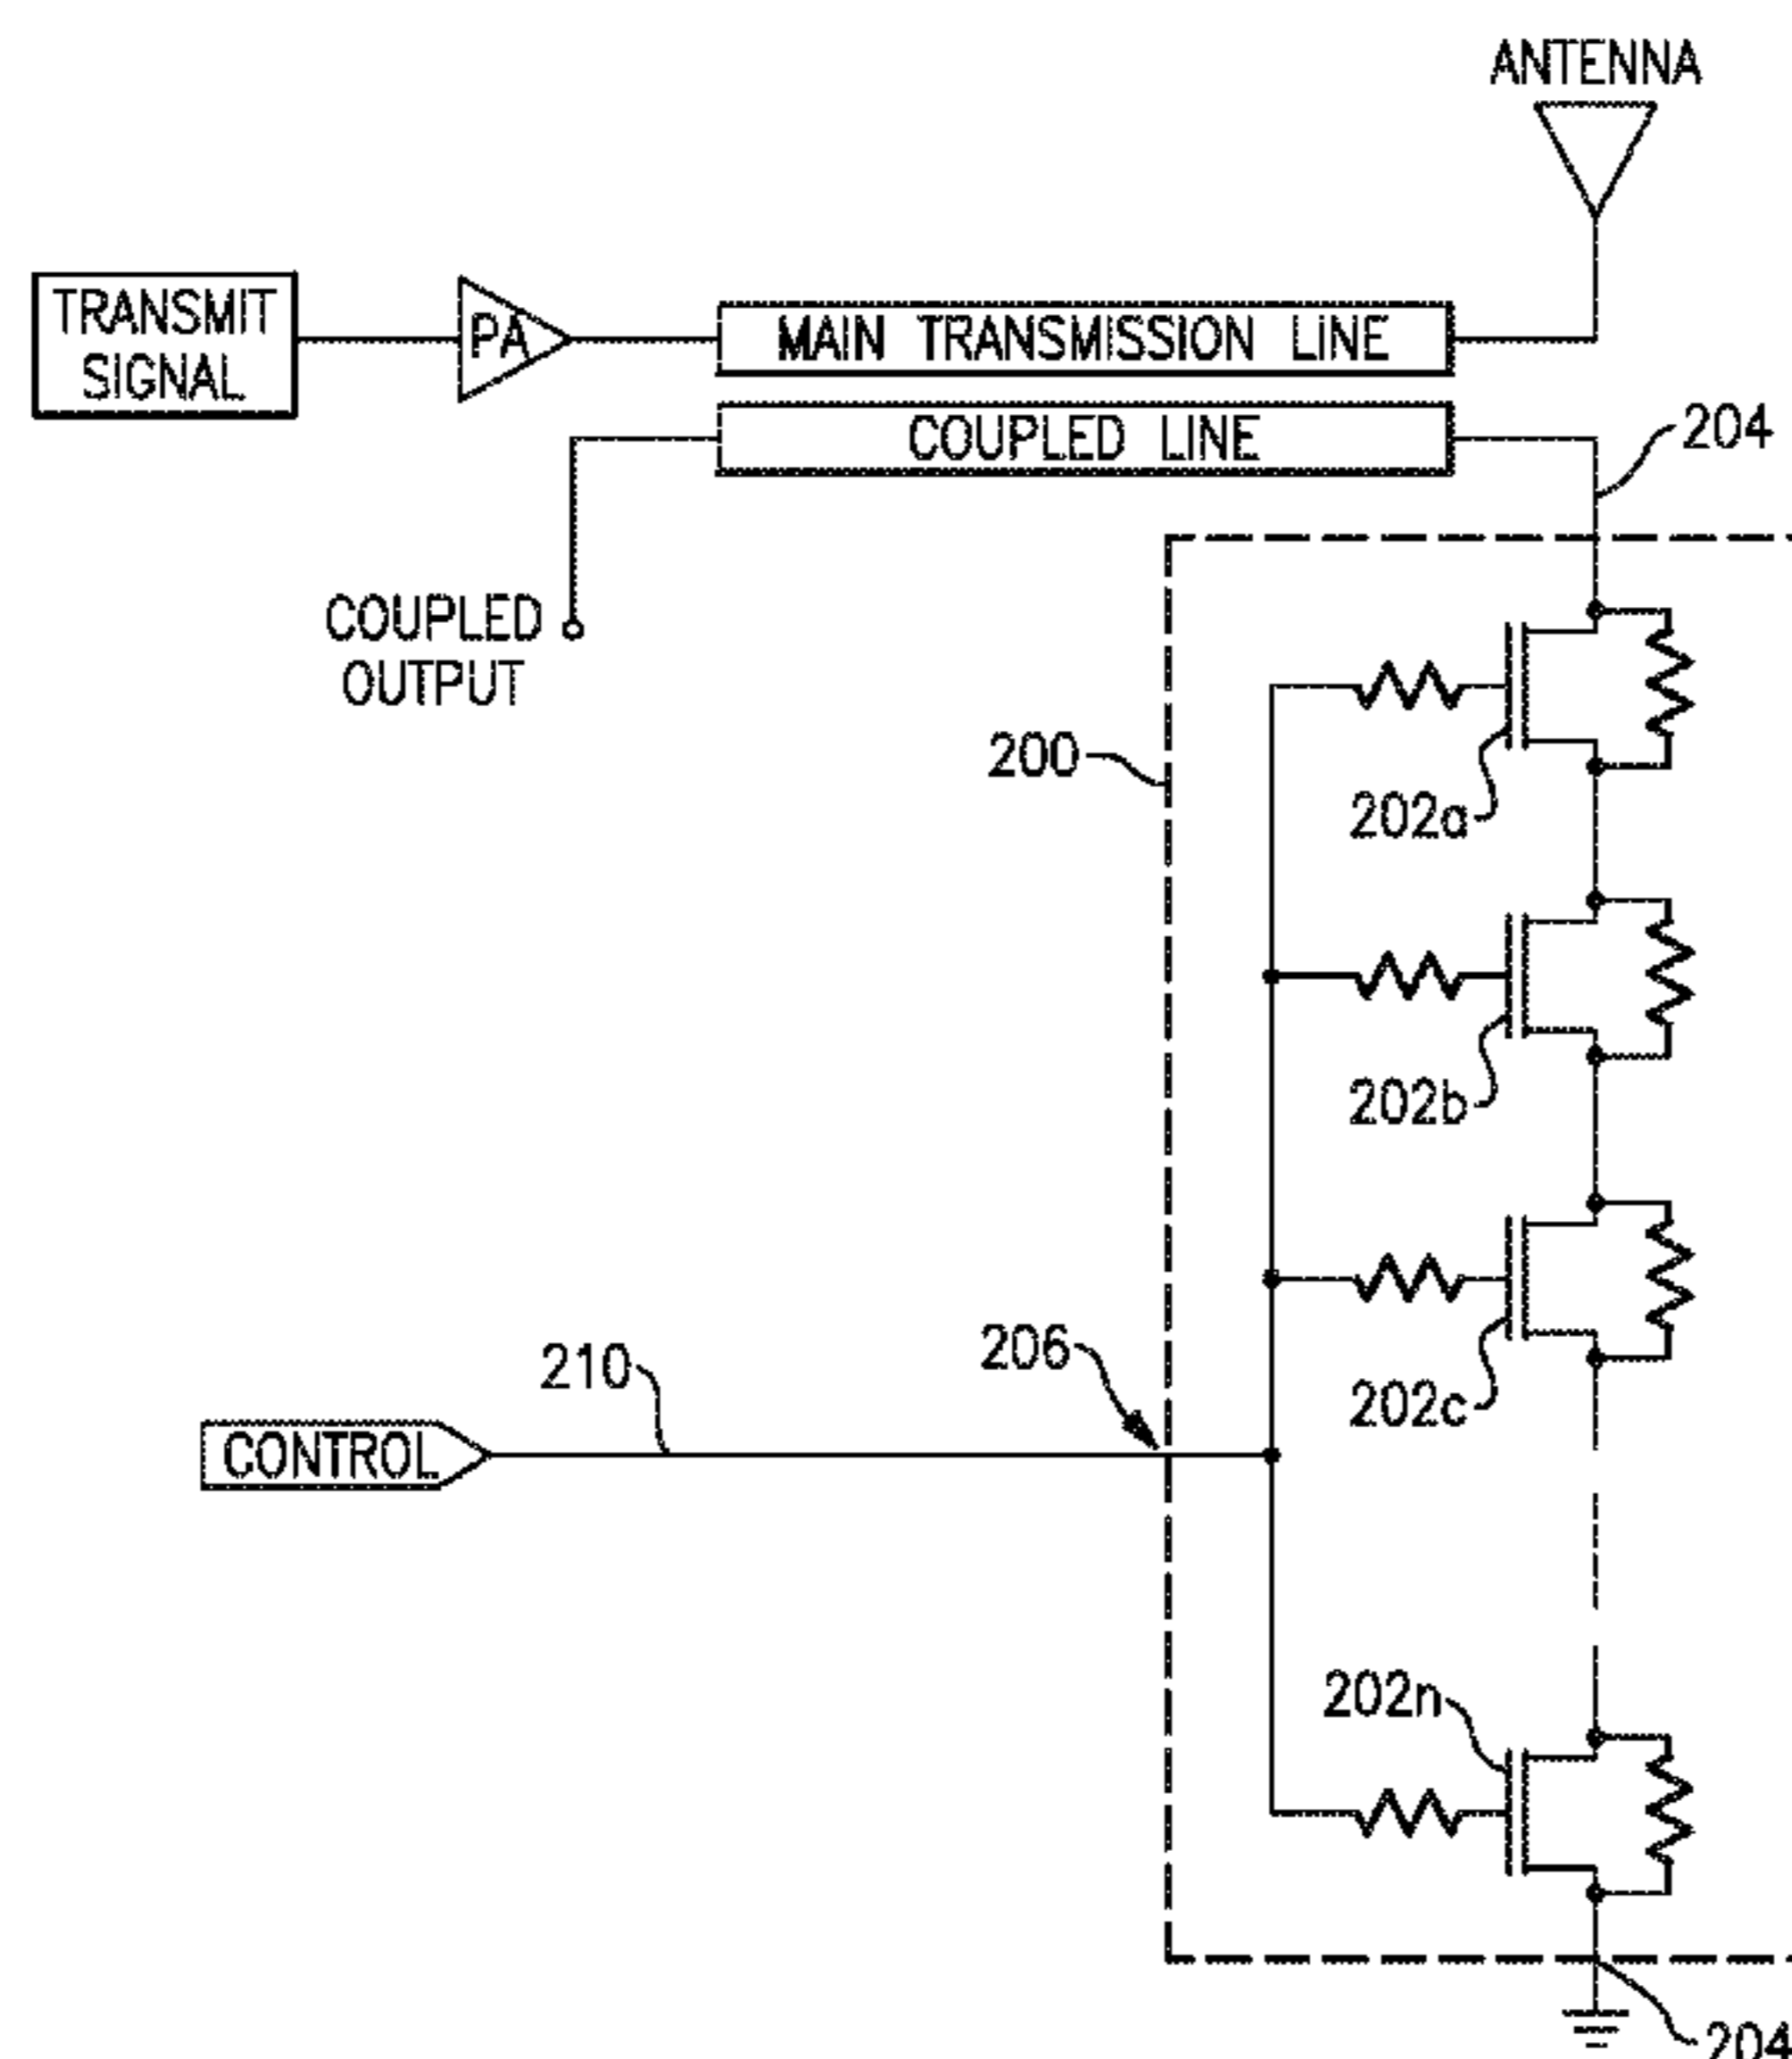 ANTENNA
TRANSMIT
SIGNAL
PA
MAIN TRANSMISSION LINE
COUPLED LINE
204
COUPLED
OUTPUT
200
202a
202b
206
210
202c
CONTROL
202n
204